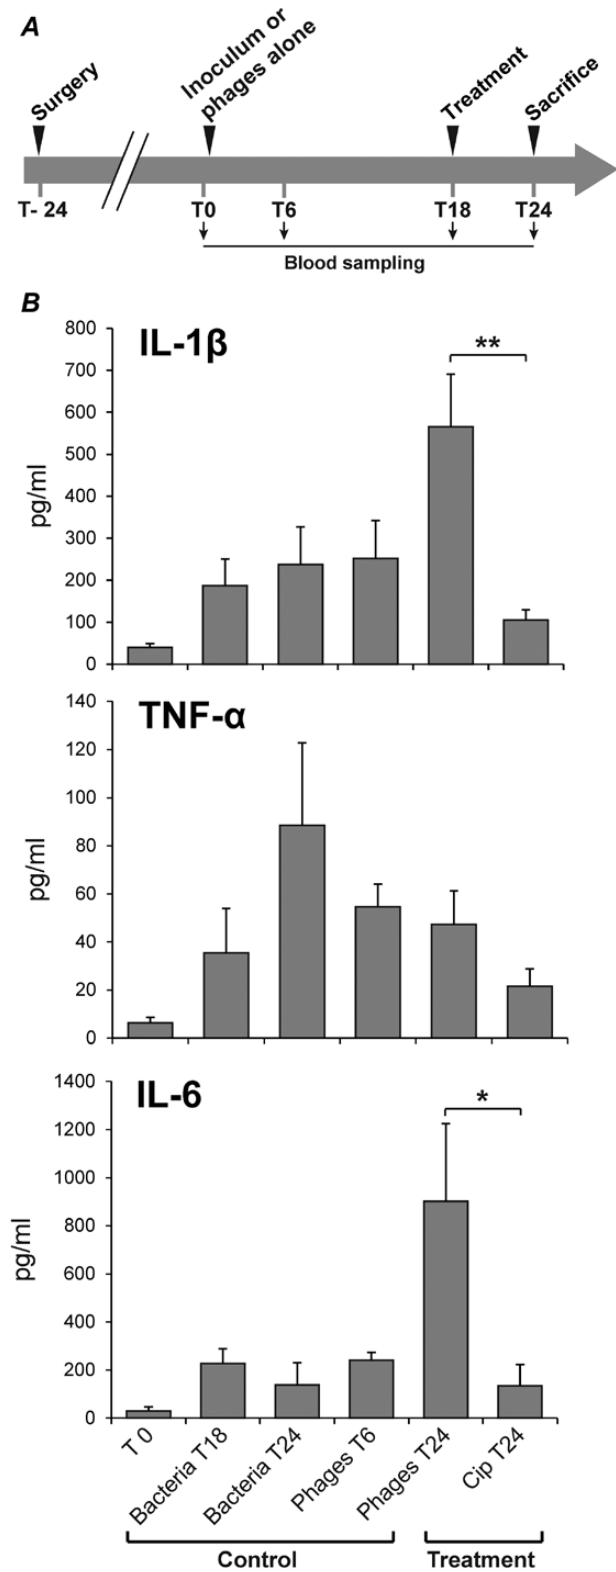 A
Surgery
Inoculum or
phages alone
Treatment
Sacrifice
T- 24
T0
T6
T18
T24
Blood sampling
B
IL-1β
pg/ml
800
700
600
500
400
300
200
100
0
**
TNF-α
pg/ml
140
120
100
80
60
40
20
0
IL-6
pg/ml
1400
1200
1000
800
600
400
200
0
*
T 0
Bacteria T18
Bacteria T24
Phages T6
Phages T24
Cip T24
Control
Treatment